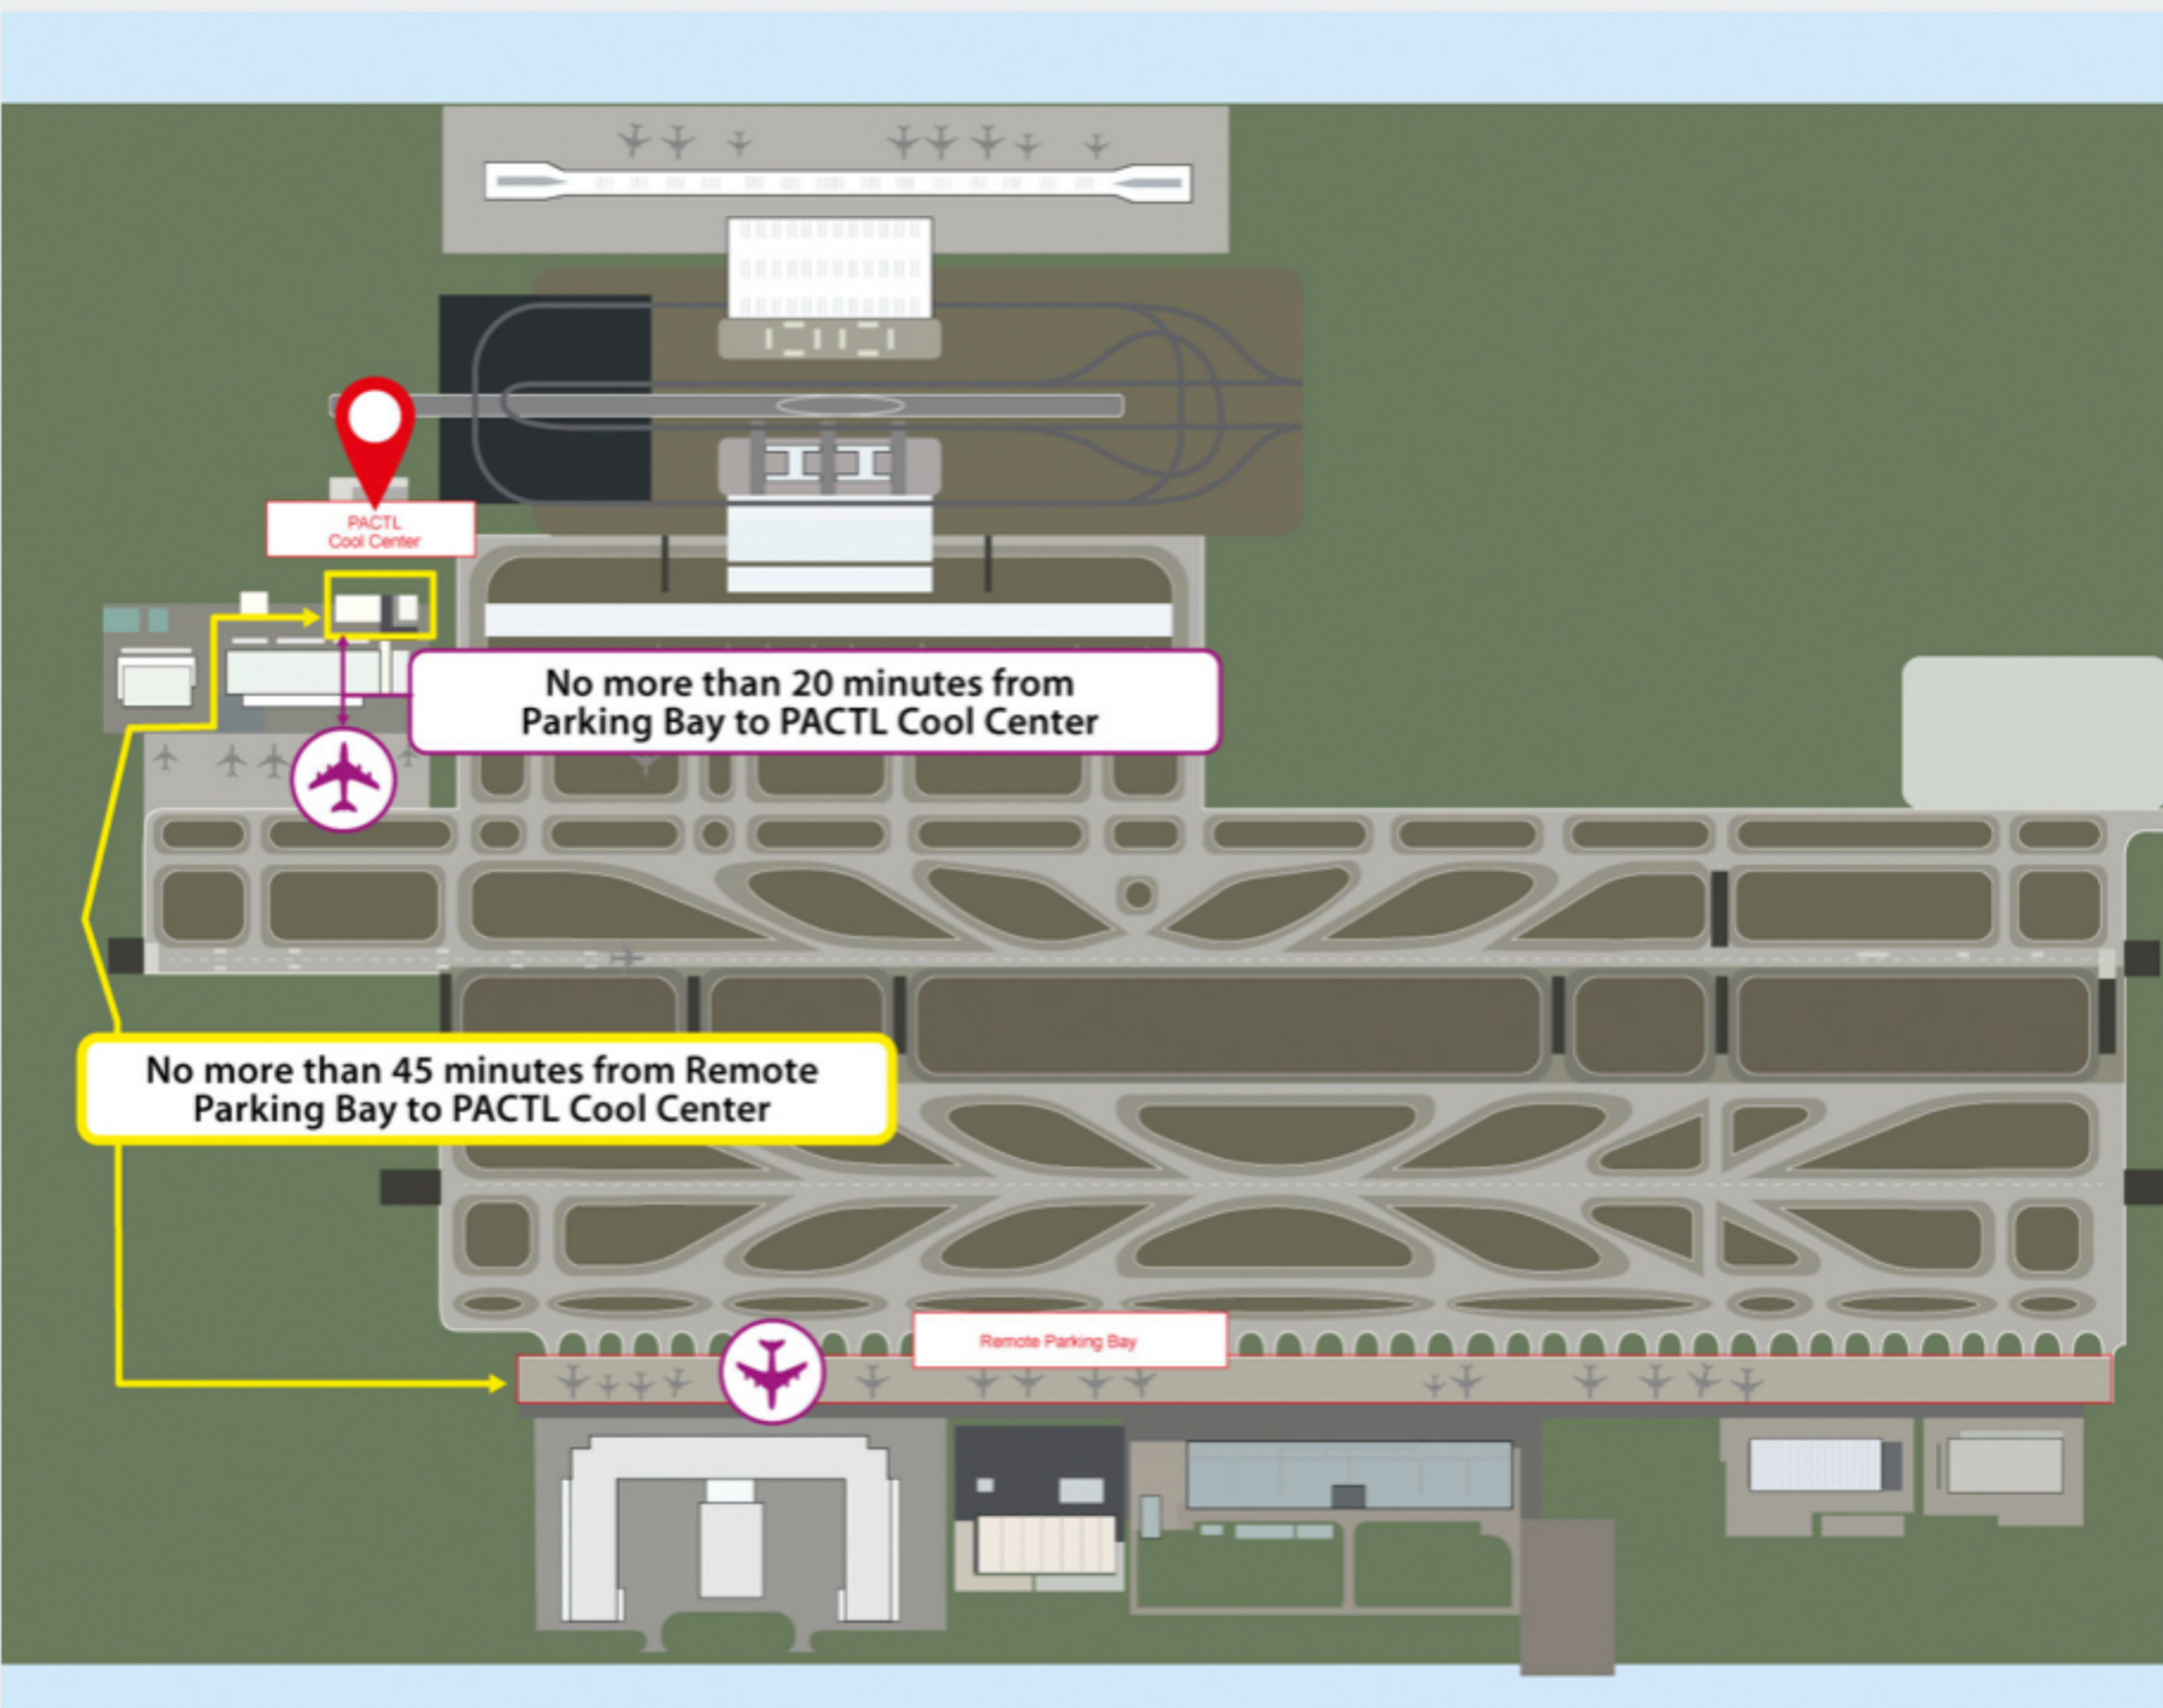 PACTL
Cool Center
No more than 20 minutes from
Parking Bay to PACTL Cool Center
No more than 45 minutes from Remote
Parking Bay to PACTL Cool Center
Remote Parking Bay